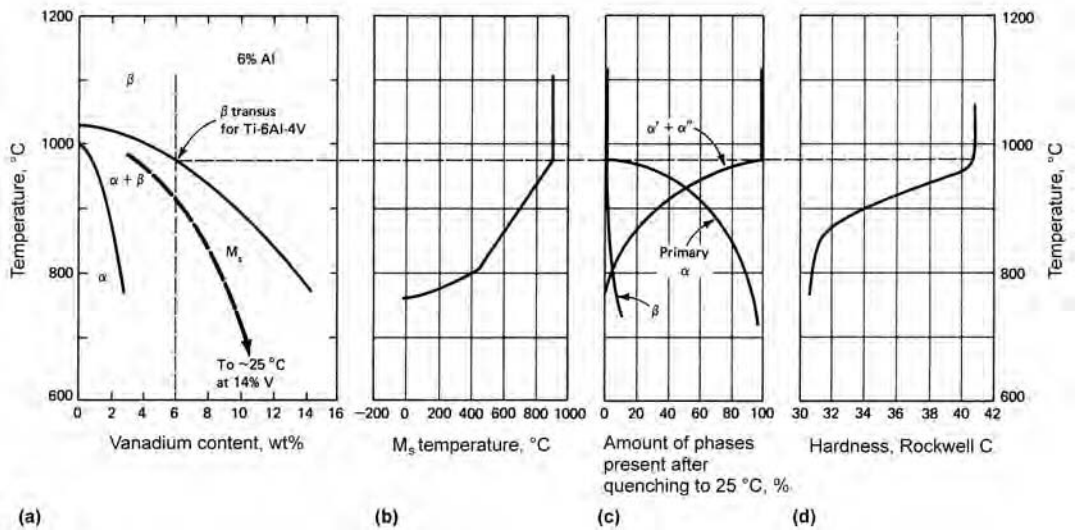 1200
1000
800
600
Temperature, °C
6% Al
β
β transus
for Ti-6Al-4V
α + β
Ms
α
To ~25 °C
at 14% V
0 2 4 6 8 10 12 14 16
Vanadium content, wt%
(a)
−200 0 200 400 600 800 1000
Ms temperature, °C
(b)
α′ + α″
Primary
α
β
0 20 40 60 80 100
Amount of phases
present after
quenching to 25 °C, %
(c)
30 32 34 36 38 40 42
Hardness, Rockwell C
(d)
1200
1000
800
600
Temperature, °C